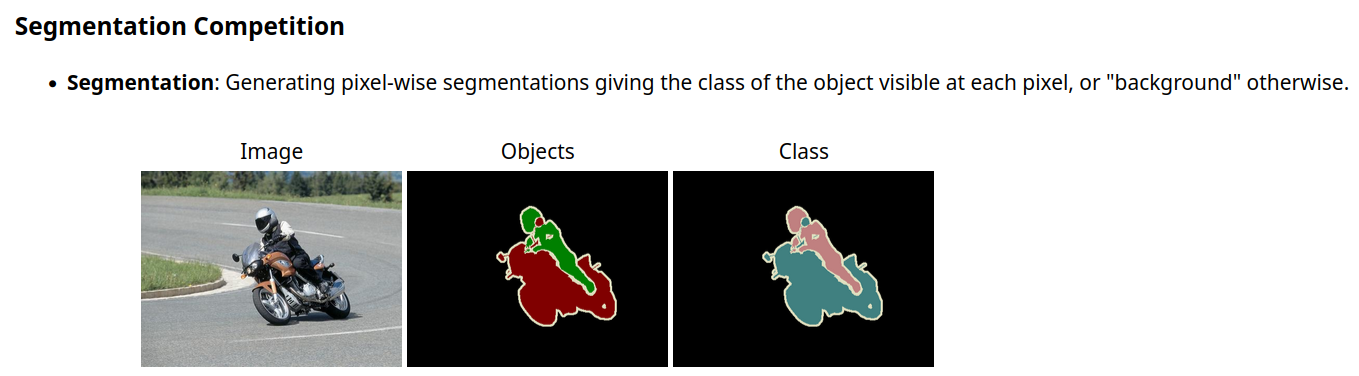 Segmentation Competition
• Segmentation: Generating pixel-wise segmentations giving the class of the object visible at each pixel, or "background" otherwise.
Image Objects Class